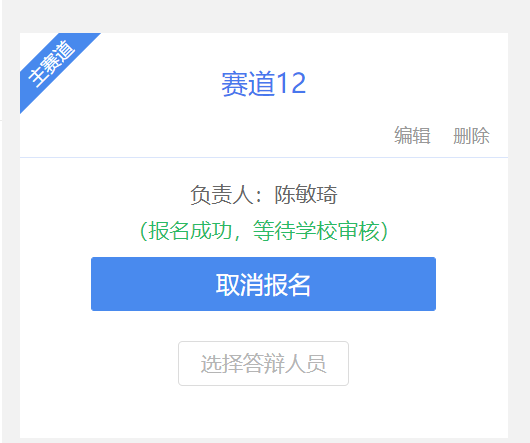 主赛道
赛道12
编辑 删除
负责人：陈敏琦
（报名成功，等待学校审核）
取消报名
选择答辩人员